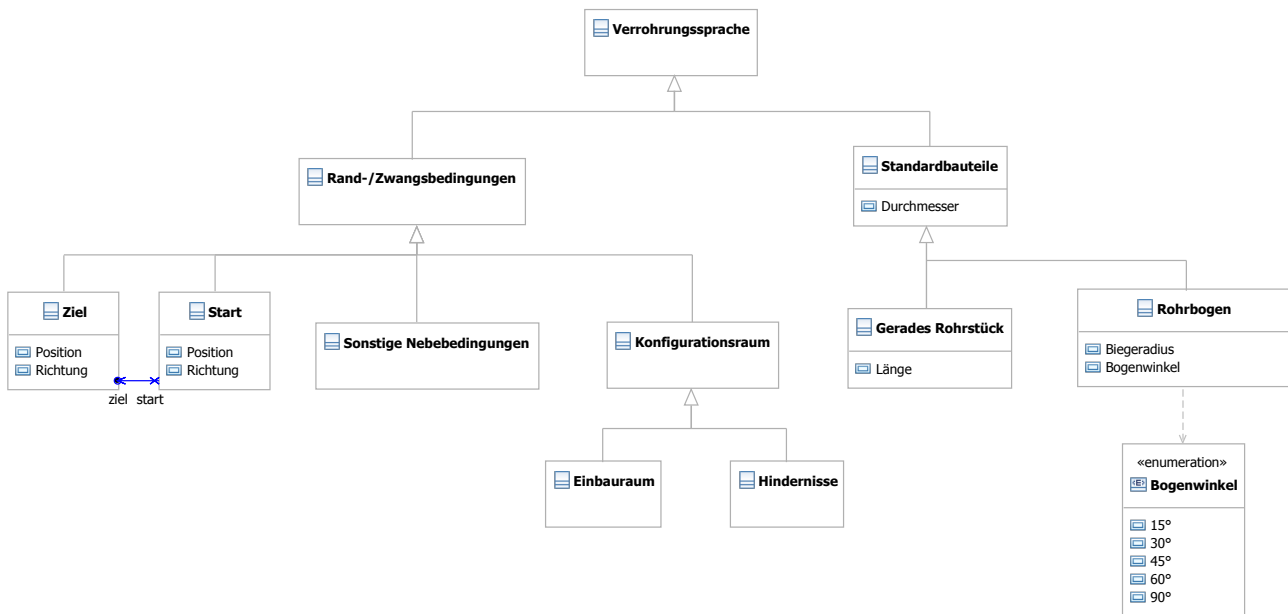 Verrohrungssprache
Rand-/Zwangsbedingungen
Standardbauteile
Durchmesser
Ziel
Position
Richtung
Start
Position
Richtung
ziel start
Sonstige Nebebedingungen
Konfigurationsraum
Gerades Rohrstück
Länge
Rohrbogen
Biegeradius
Bogenwinkel
Einbauraum
Hindernisse
«enumeration»
<E> Bogenwinkel
15°
30°
45°
60°
90°